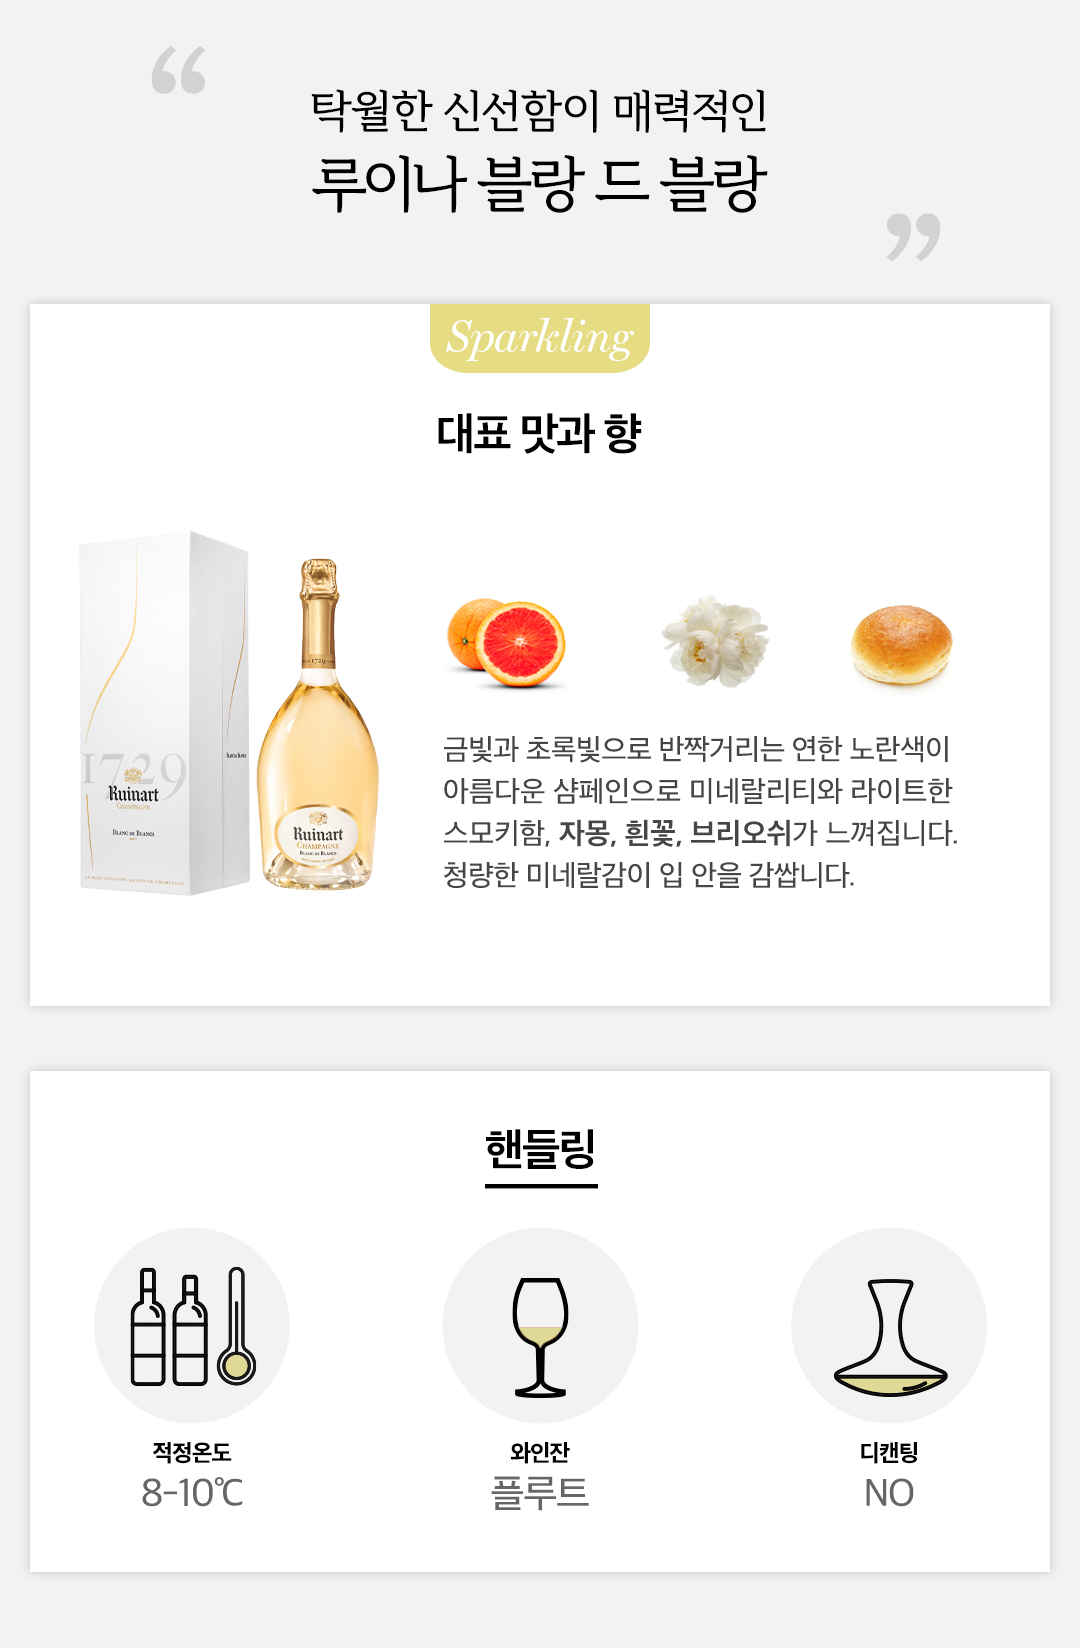 “
탁월한 신선함이 매력적인
루이나 블랑 드 블랑
”
Sparkling
대표 맛과 향
1729
Ruinart
CHAMPAGNE
BLANC DE BLANCS
1729
Ruinart
CHAMPAGNE
BLANC DE BLANCS
금빛과 초록빛으로 반짝거리는 연한 노란색이
아름다운 샴페인으로 미네랄리티와 라이트한
스모키함, 자몽, 흰꽃, 브리오쉬가 느껴집니다.
청량한 미네랄감이 입 안을 감쌉니다.
핸들링
적정온도
8-10℃
와인잔
플루트
디캔팅
NO